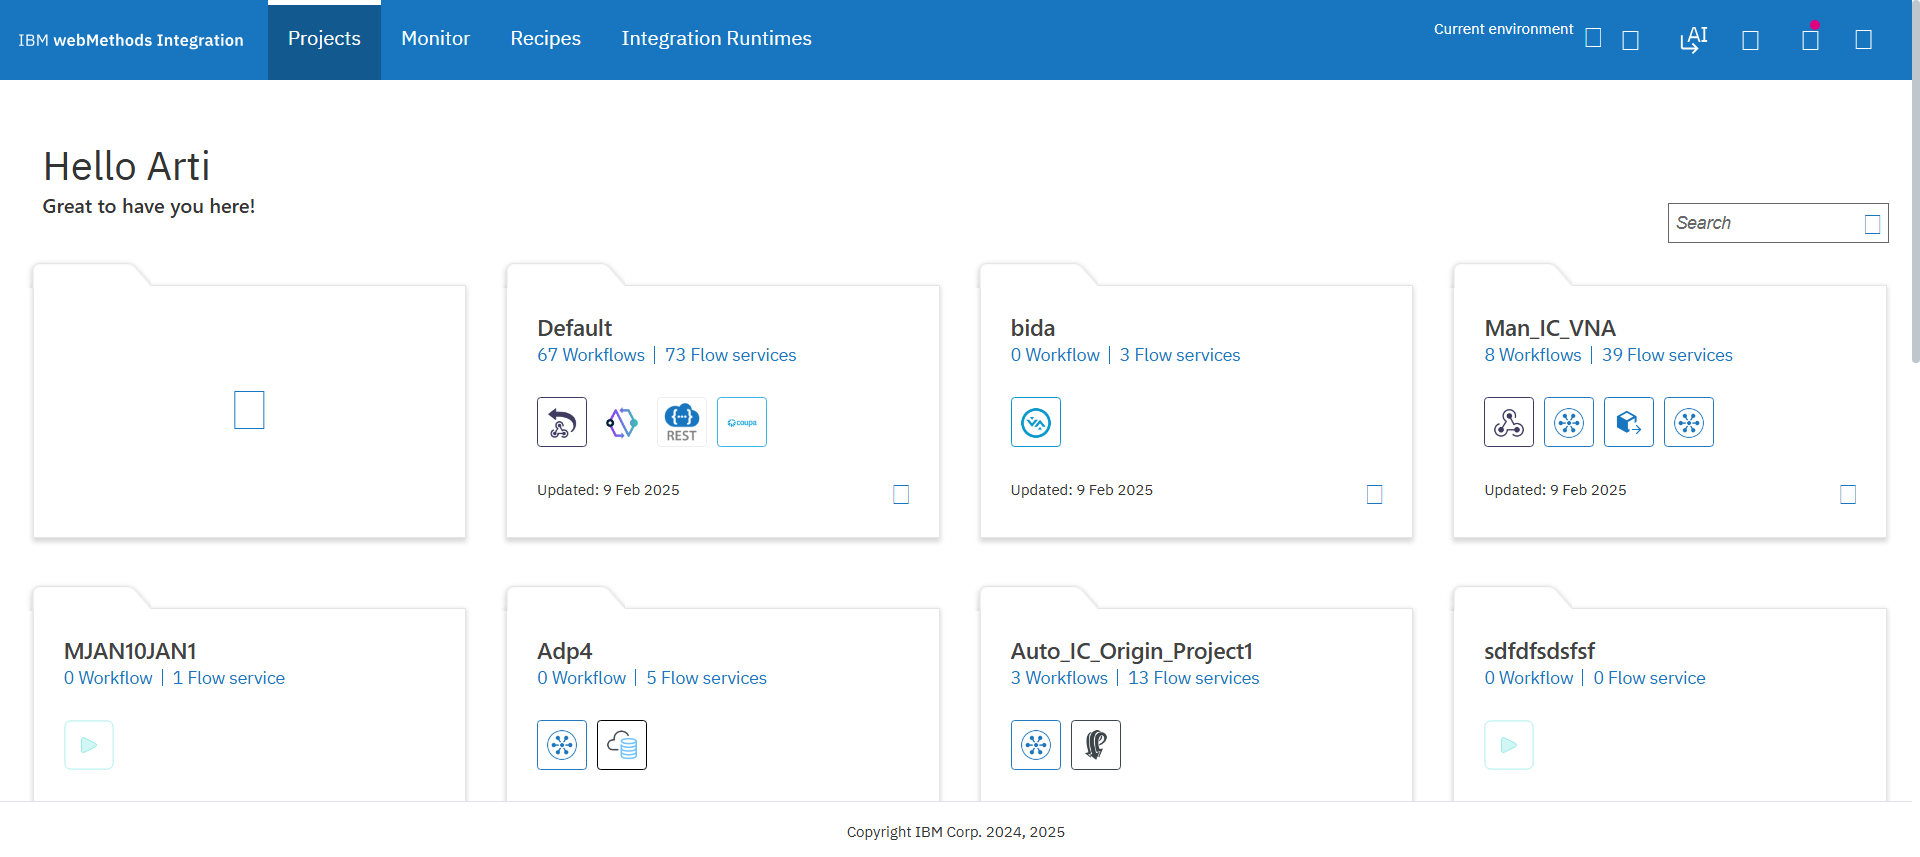 IBM webMethods Integration
Projects
Monitor
Recipes
Integration Runtimes
Current environment
AI
Hello Arti
Great to have you here!
Search
Default
67 Workflows | 73 Flow services
REST
coupa
Updated: 9 Feb 2025
bida
0 Workflow | 3 Flow services
Updated: 9 Feb 2025
Man_IC_VNA
8 Workflows | 39 Flow services
Updated: 9 Feb 2025
MJAN10JAN1
0 Workflow | 1 Flow service
Adp4
0 Workflow | 5 Flow services
Auto_IC_Origin_Project1
3 Workflows | 13 Flow services
sdfdfsdsfsf
0 Workflow | 0 Flow service
Copyright IBM Corp. 2024, 2025